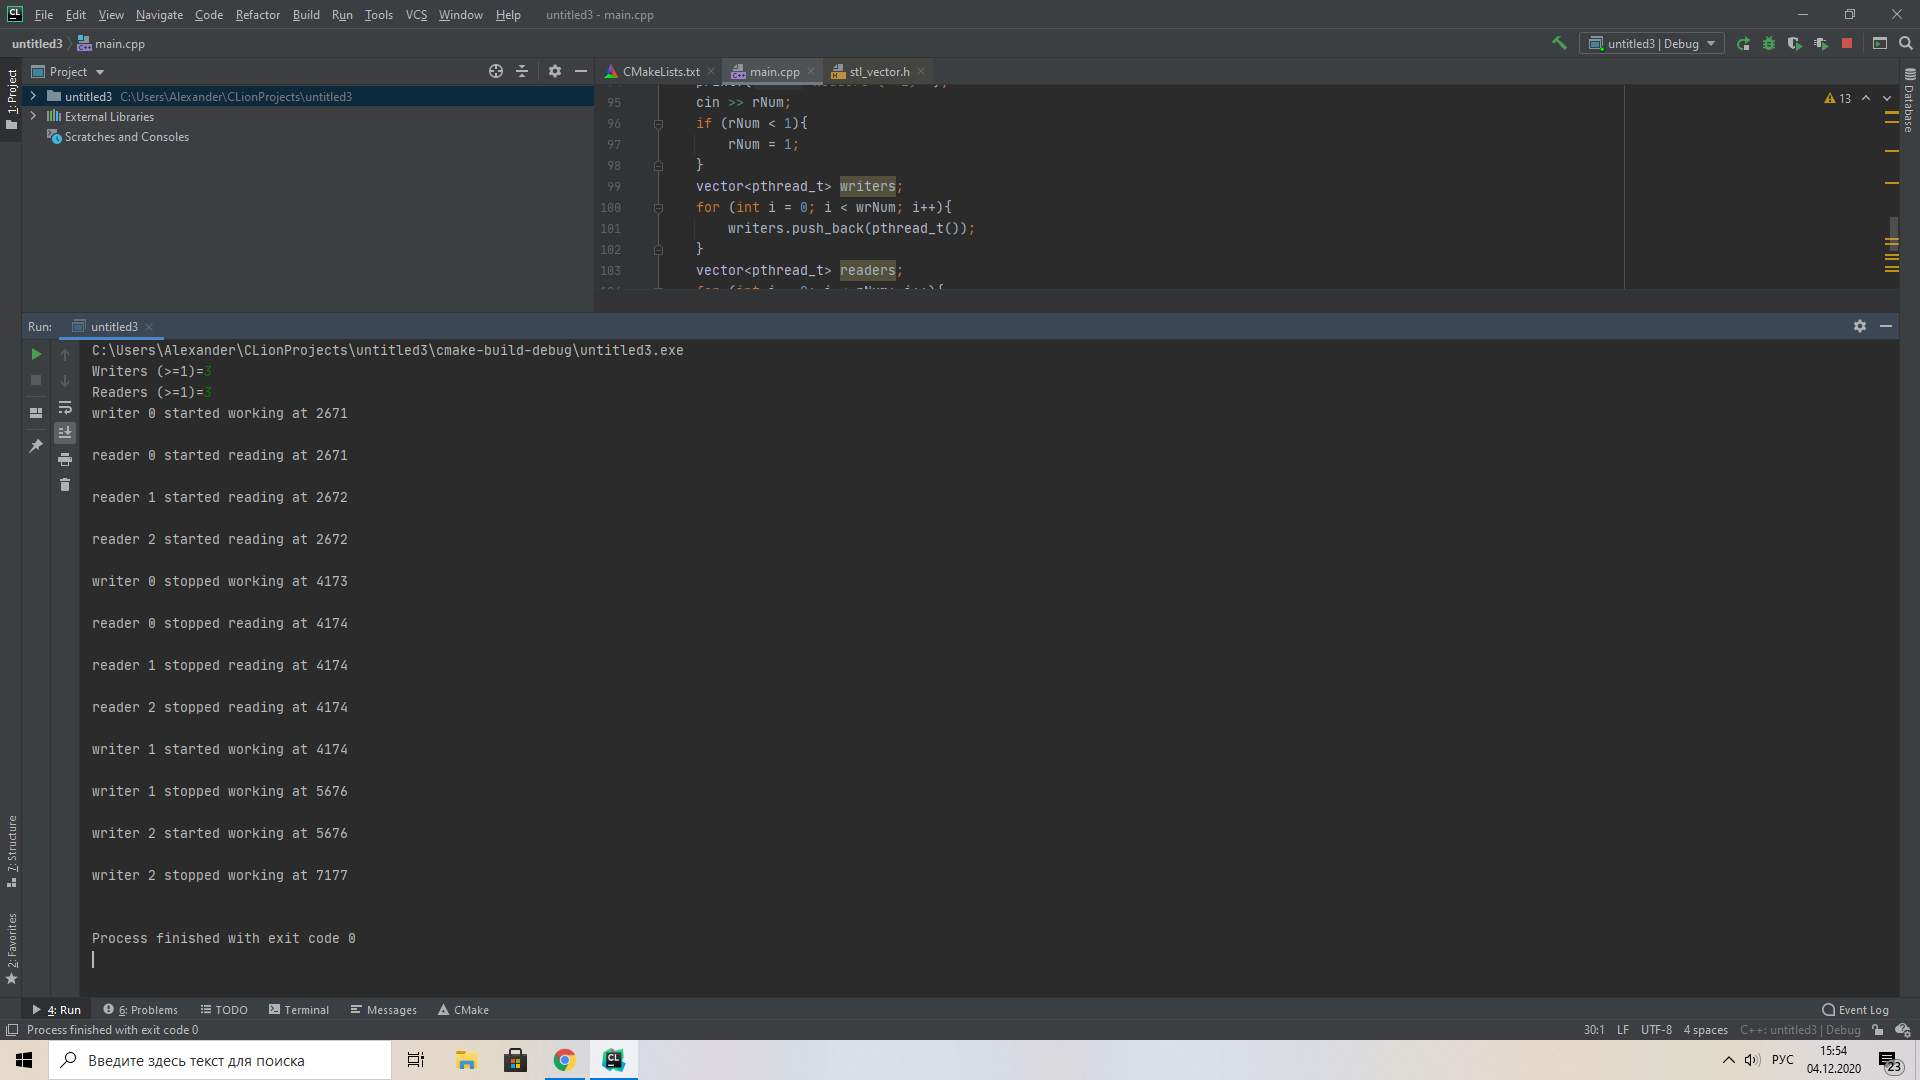 CL File Edit View Navigate Code Refactor Build Run Tools VCS Window Help untitled3 - main.cpp
untitled3 main.cpp untitled3 | Debug
1: Project
Project
CMakeLists.txt main.cpp stl_vector.h
untitled3 C:\Users\Alexander\CLionProjects\untitled3
External Libraries
Scratches and Consoles
95 cin >> rNum;
96 if (rNum < 1){
97 rNum = 1;
98 }
99 vector<pthread_t> writers;
100 for (int i = 0; i < wrNum; i++){
101 writers.push_back(pthread_t());
102 }
103 vector<pthread_t> readers;
13
Database
Run: untitled3
C:\Users\Alexander\CLionProjects\untitled3\cmake-build-debug\untitled3.exe
Writers (>=1)=3
Readers (>=1)=3
writer 0 started working at 2671
reader 0 started reading at 2671
reader 1 started reading at 2672
reader 2 started reading at 2672
writer 0 stopped working at 4173
reader 0 stopped reading at 4174
reader 1 stopped reading at 4174
reader 2 stopped reading at 4174
writer 1 started working at 4174
writer 1 stopped working at 5676
writer 2 started working at 5676
writer 2 stopped working at 7177
Process finished with exit code 0
7: Structure
2: Favorites
4: Run 6: Problems TODO Terminal Messages CMake Event Log
Process finished with exit code 0 30:1 LF UTF-8 4 spaces C++: untitled3 | Debug
Введите здесь текст для поиска
CL
РУС
15:54
04.12.2020
23